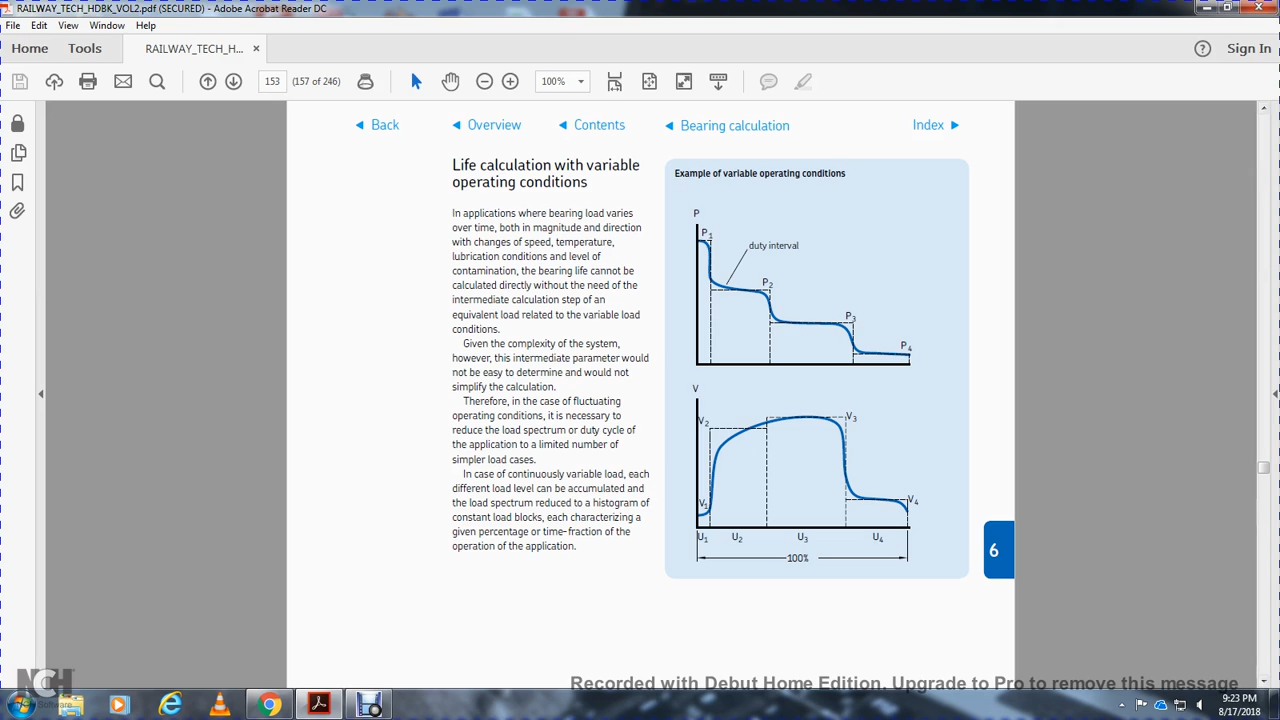 RAILWAY_TECH_HDBK_VOL2.pdf (SECURED) - Adobe Acrobat Reader DC
File Edit View Window Help
Home Tools RAILWAY_TECH_H... × Sign In
153 (157 of 246) 100%
Back Overview Contents Bearing calculation Index
Life calculation with variable
operating conditions
In applications where bearing load varies
over time, both in magnitude and direction
with changes of speed, temperature,
lubrication conditions and level of
contamination, the bearing life cannot be
calculated directly without the need of the
intermediate calculation step of an
equivalent load related to the variable load
conditions.
Given the complexity of the system,
however, this intermediate parameter would
not be easy to determine and would not
simplify the calculation.
Therefore, in the case of fluctuating
operating conditions, it is necessary to
reduce the load spectrum or duty cycle of
the application to a limited number of
simpler load cases.
In case of continuously variable load, each
different load level can be accumulated and
the load spectrum reduced to a histogram of
constant load blocks, each characterizing a
given percentage or time-fraction of the
operation of the application.
Example of variable operating conditions
P
P1
duty interval
P2
P3
P4
V
V2 V3
V1 V4
U1 U2 U3 U4
100%
6
NCH
Software
Recorded with Debut Home Edition. Upgrade to Pro to remove this message
9:23 PM
8/17/2018